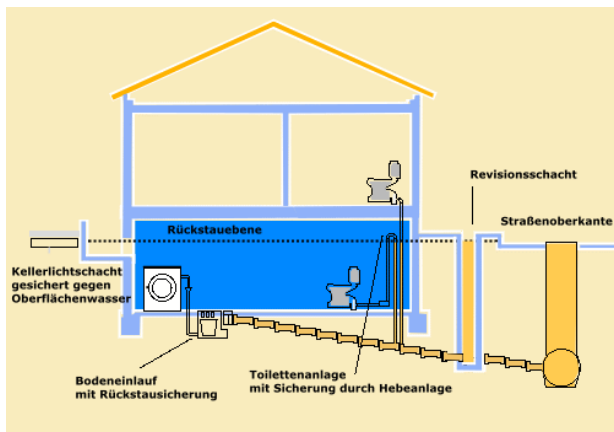 Revisionsschacht
Straßenoberkante
Rückstauebene
Kellerlichtschacht
gesichert gegen
Oberflächenwasser
Bodeneinlauf
mit Rückstausicherung
Toilettenanlage
mit Sicherung durch Hebeanlage